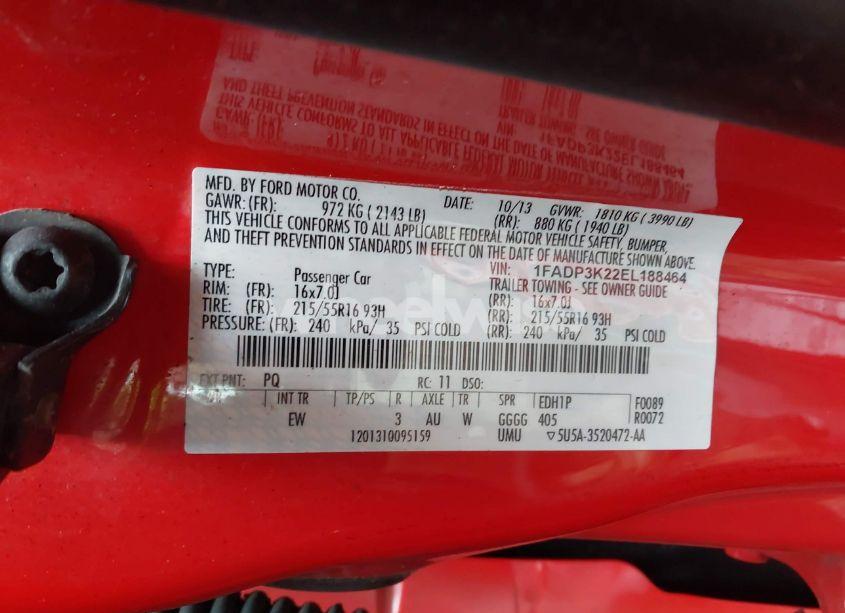 MFD. BY FORD MOTOR CO. DATE: 10/13 GVWR: 1810 KG ( 3990 LB)
GAWR: (FR): 972 KG ( 2143 LB) (RR): 880 KG ( 1940 LB)
THIS VEHICLE CONFORMS TO ALL APPLICABLE FEDERAL MOTOR VEHICLE SAFETY, BUMPER,
AND THEFT PREVENTION STANDARDS IN EFFECT ON THE DATE OF MANUFACTURE SHOWN ABOVE.
VIN: 1FADP3K22EL188464
TYPE: Passenger Car TRAILER TOWING - SEE OWNER GUIDE
RIM: (FR): 16x7.0J (RR): 16x7.0J
TIRE: (FR): 215/55R16 93H (RR): 215/55R16 93H
PRESSURE: (FR): 240 kPa/ 35 PSI COLD (RR): 240 kPa/ 35 PSI COLD
EXT PNT: PQ RC: 11 DSO:
INT TR TP/PS R AXLE TR SPR EDH1P F0089
EW 3 AU W GGGG 405 R0072
1201310095159 UMU ▽5U5A-3520472-AA
wheelwise